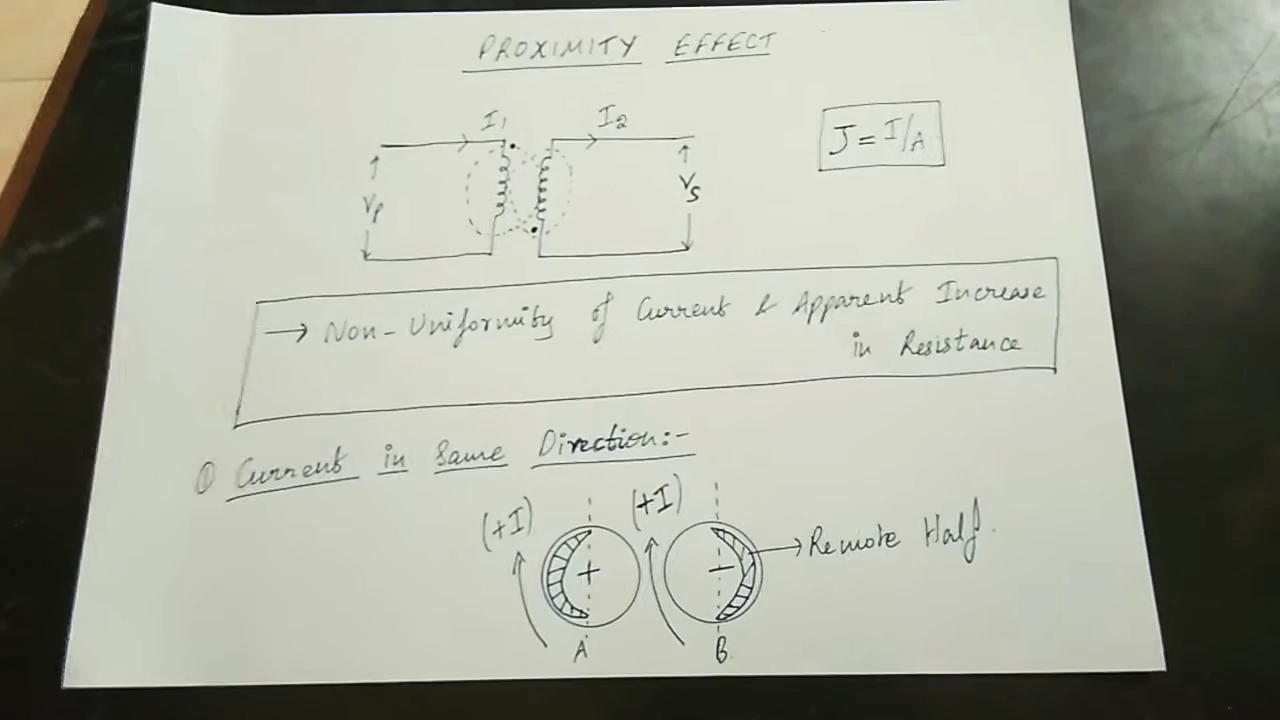 PROXIMITY EFFECT
I1 I2
J = I/A
Vp
Vs
→ Non-Uniformity of Current & Apparent Increase
in Resistance
① Current in Same Direction:-
(+I) (+I)
+ +
→ Remote Half.
A B